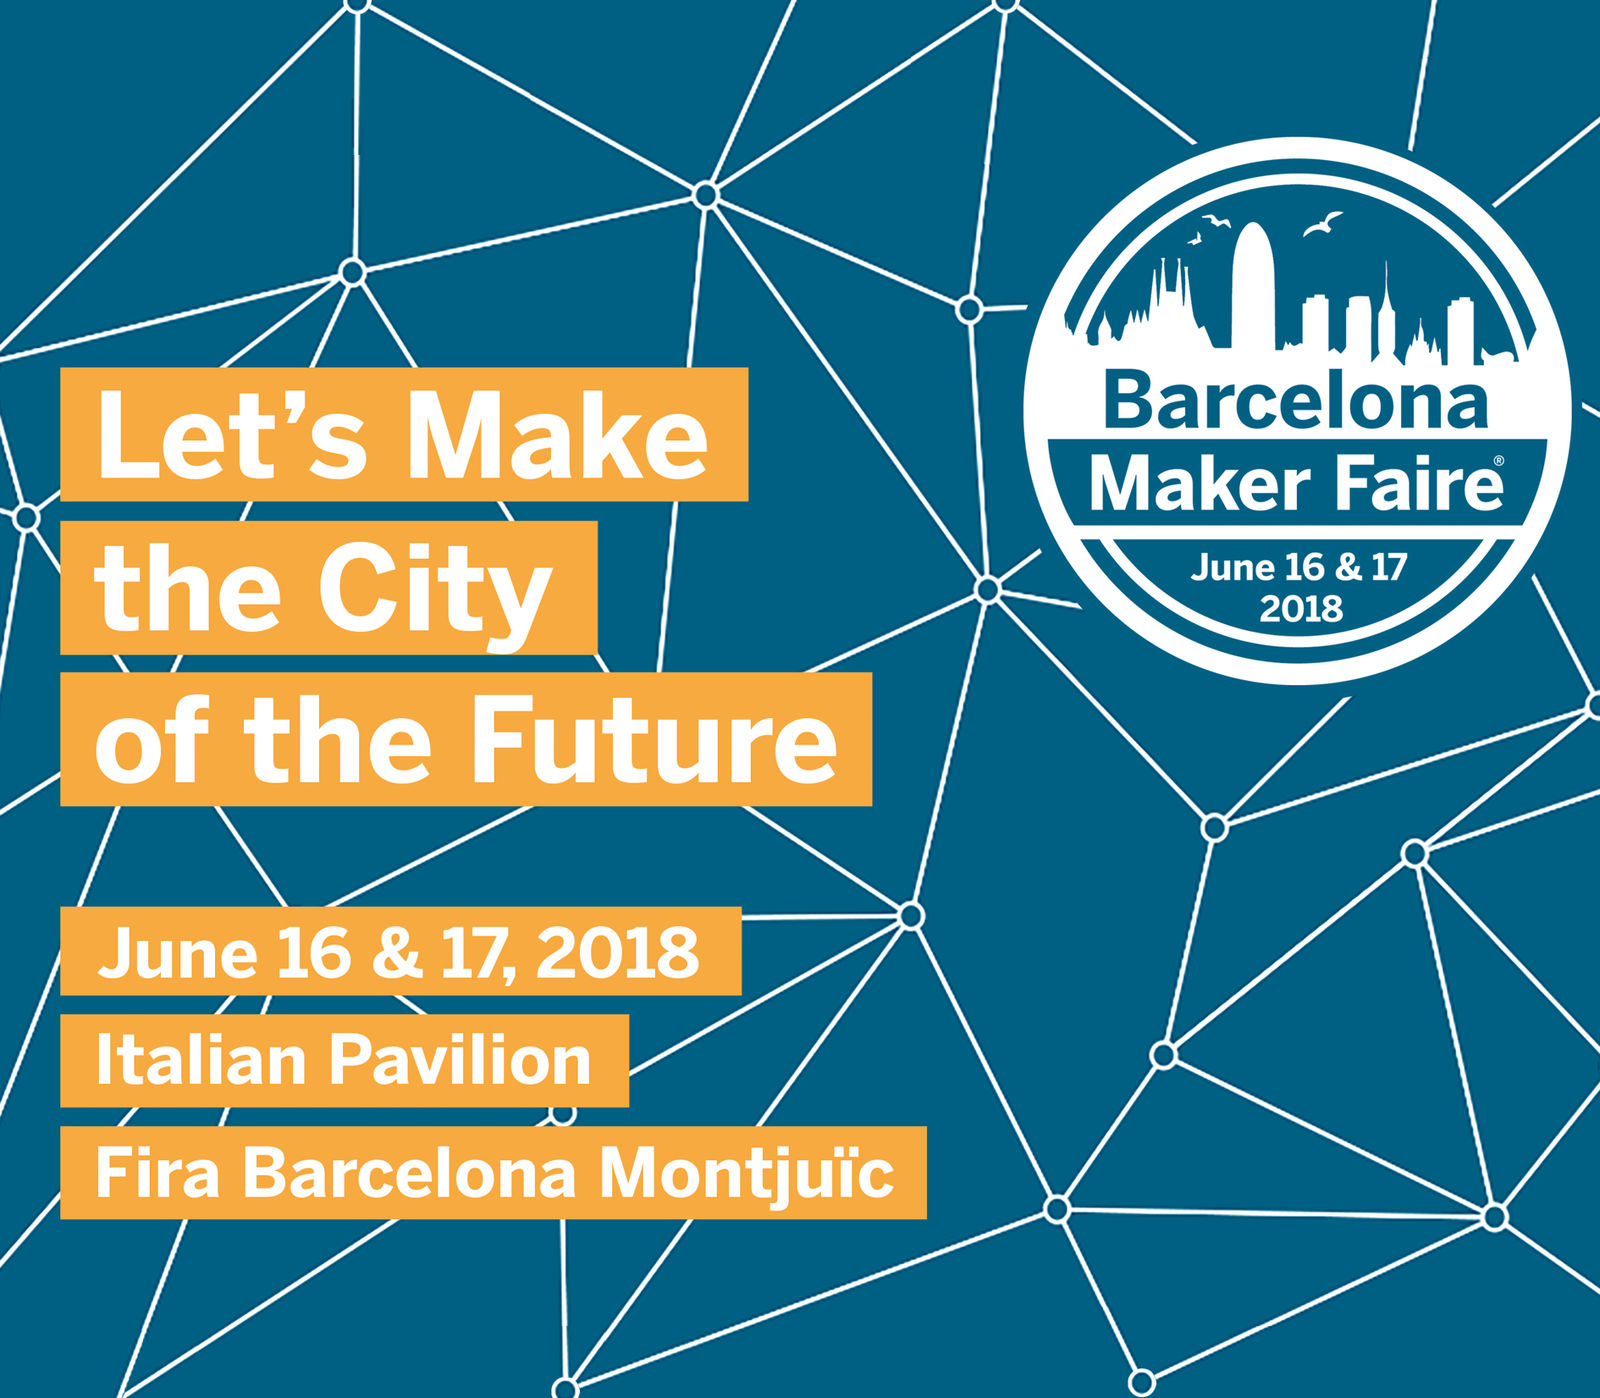 Let's Make
the City
of the Future
June 16 & 17, 2018
Italian Pavilion
Fira Barcelona Montjuïc
Barcelona
Maker Faire®
June 16 & 17
2018